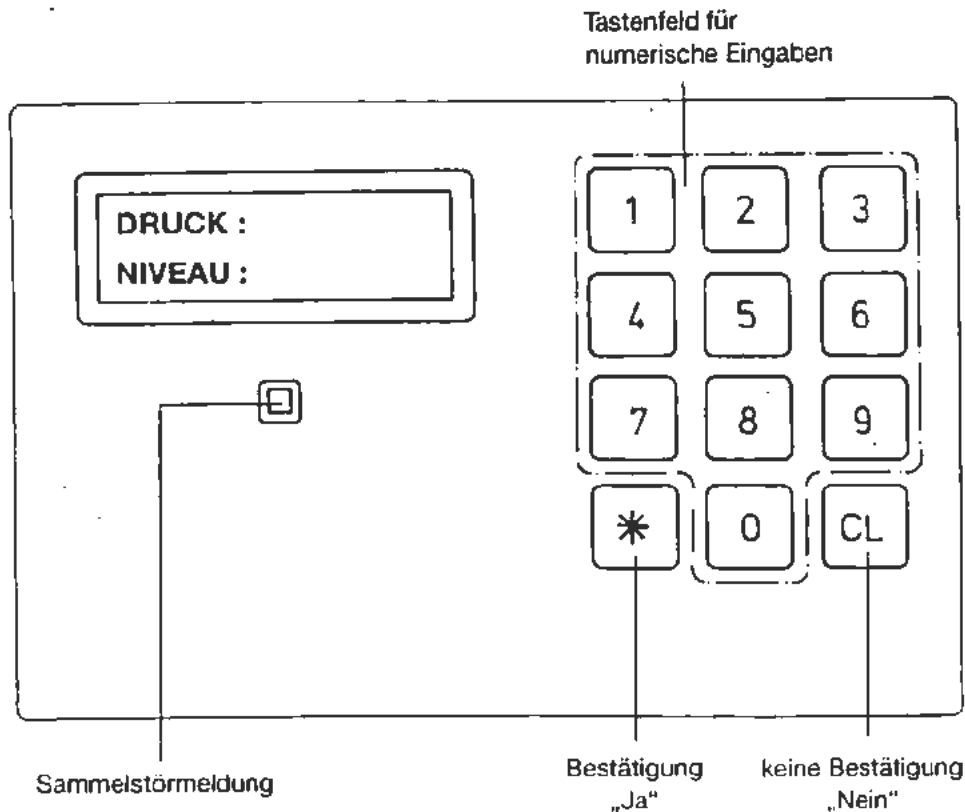 Tastenfeld für
numerische Eingaben
DRUCK :
NIVEAU :
1 2 3
4 5 6
7 8 9
* 0 CL
Sammelstörmeldung
Bestätigung
„Ja“
keine Bestätigung
„Nein“